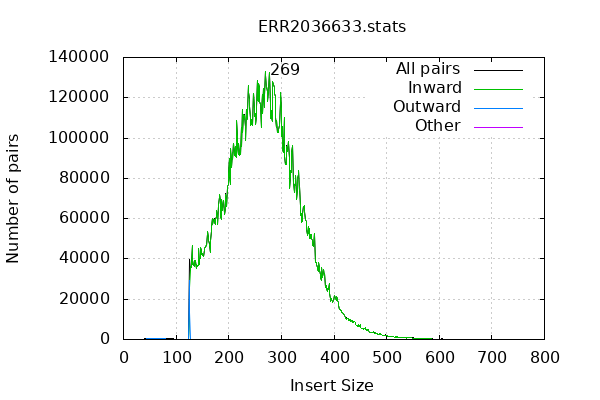 ERR2036633.stats
140000
120000
100000
80000
60000
40000
20000
0
Number of pairs
269
All pairs
Inward
Outward
Other
0 100 200 300 400 500 600 700 800
Insert Size